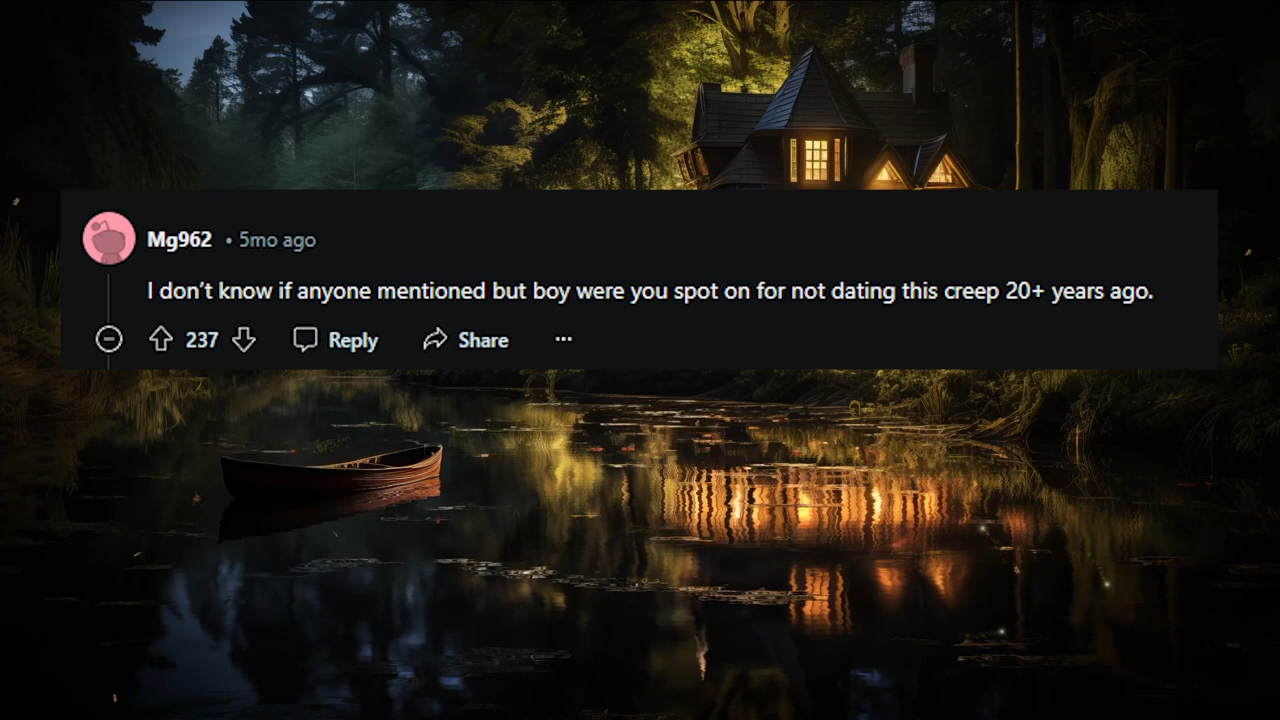 Mg962 • 5mo ago
I don’t know if anyone mentioned but boy were you spot on for not dating this creep 20+ years ago.
237 Reply Share ···